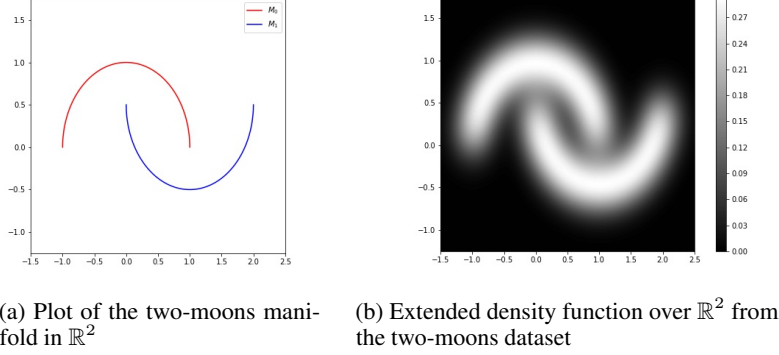 M₀
M₁
1.5
1.0
0.5
0.0
−0.5
−1.0
−1.5 −1.0 −0.5 0.0 0.5 1.0 1.5 2.0 2.5
1.5
1.0
0.5
0.0
−0.5
−1.0
−1.5 −1.0 −0.5 0.0 0.5 1.0 1.5 2.0 2.5
0.27
0.24
0.21
0.18
0.15
0.12
0.09
0.06
0.03
0.00
(a) Plot of the two-moons mani-
fold in ℝ²
(b) Extended density function over ℝ² from
the two-moons dataset